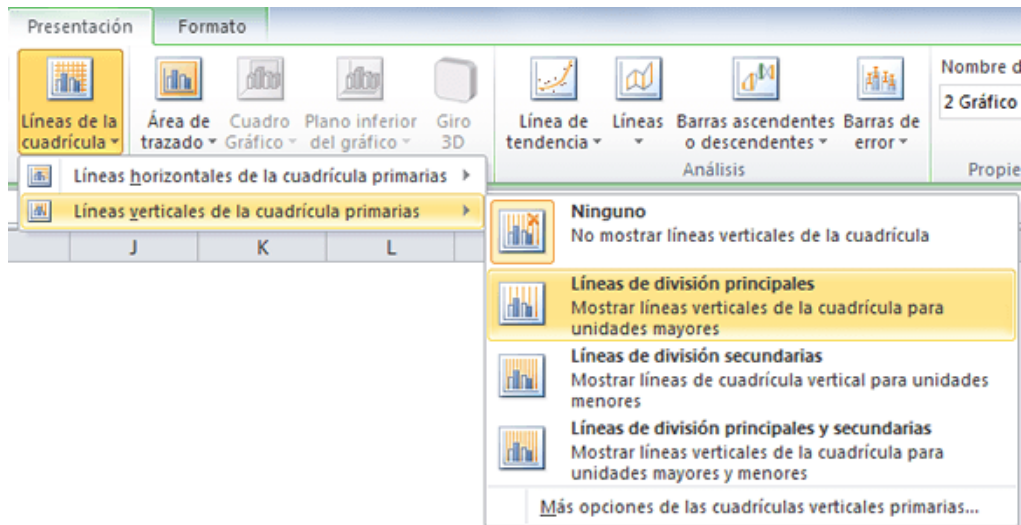 Presentación Formato
Líneas de la cuadrícula
Área de trazado
Cuadro Gráfico
Plano inferior del gráfico
Giro 3D
Línea de tendencia
Líneas
Barras ascendentes o descendentes
Barras de error
Análisis
Nombre d
2 Gráfico
Propie
Líneas horizontales de la cuadrícula primarias
Líneas verticales de la cuadrícula primarias
J K L
Ninguno
No mostrar líneas verticales de la cuadrícula
Líneas de división principales
Mostrar líneas verticales de la cuadrícula para
unidades mayores
Líneas de división secundarias
Mostrar líneas de cuadrícula vertical para unidades
menores
Líneas de división principales y secundarias
Mostrar líneas verticales de la cuadrícula para
unidades mayores y menores
Más opciones de las cuadrículas verticales primarias...